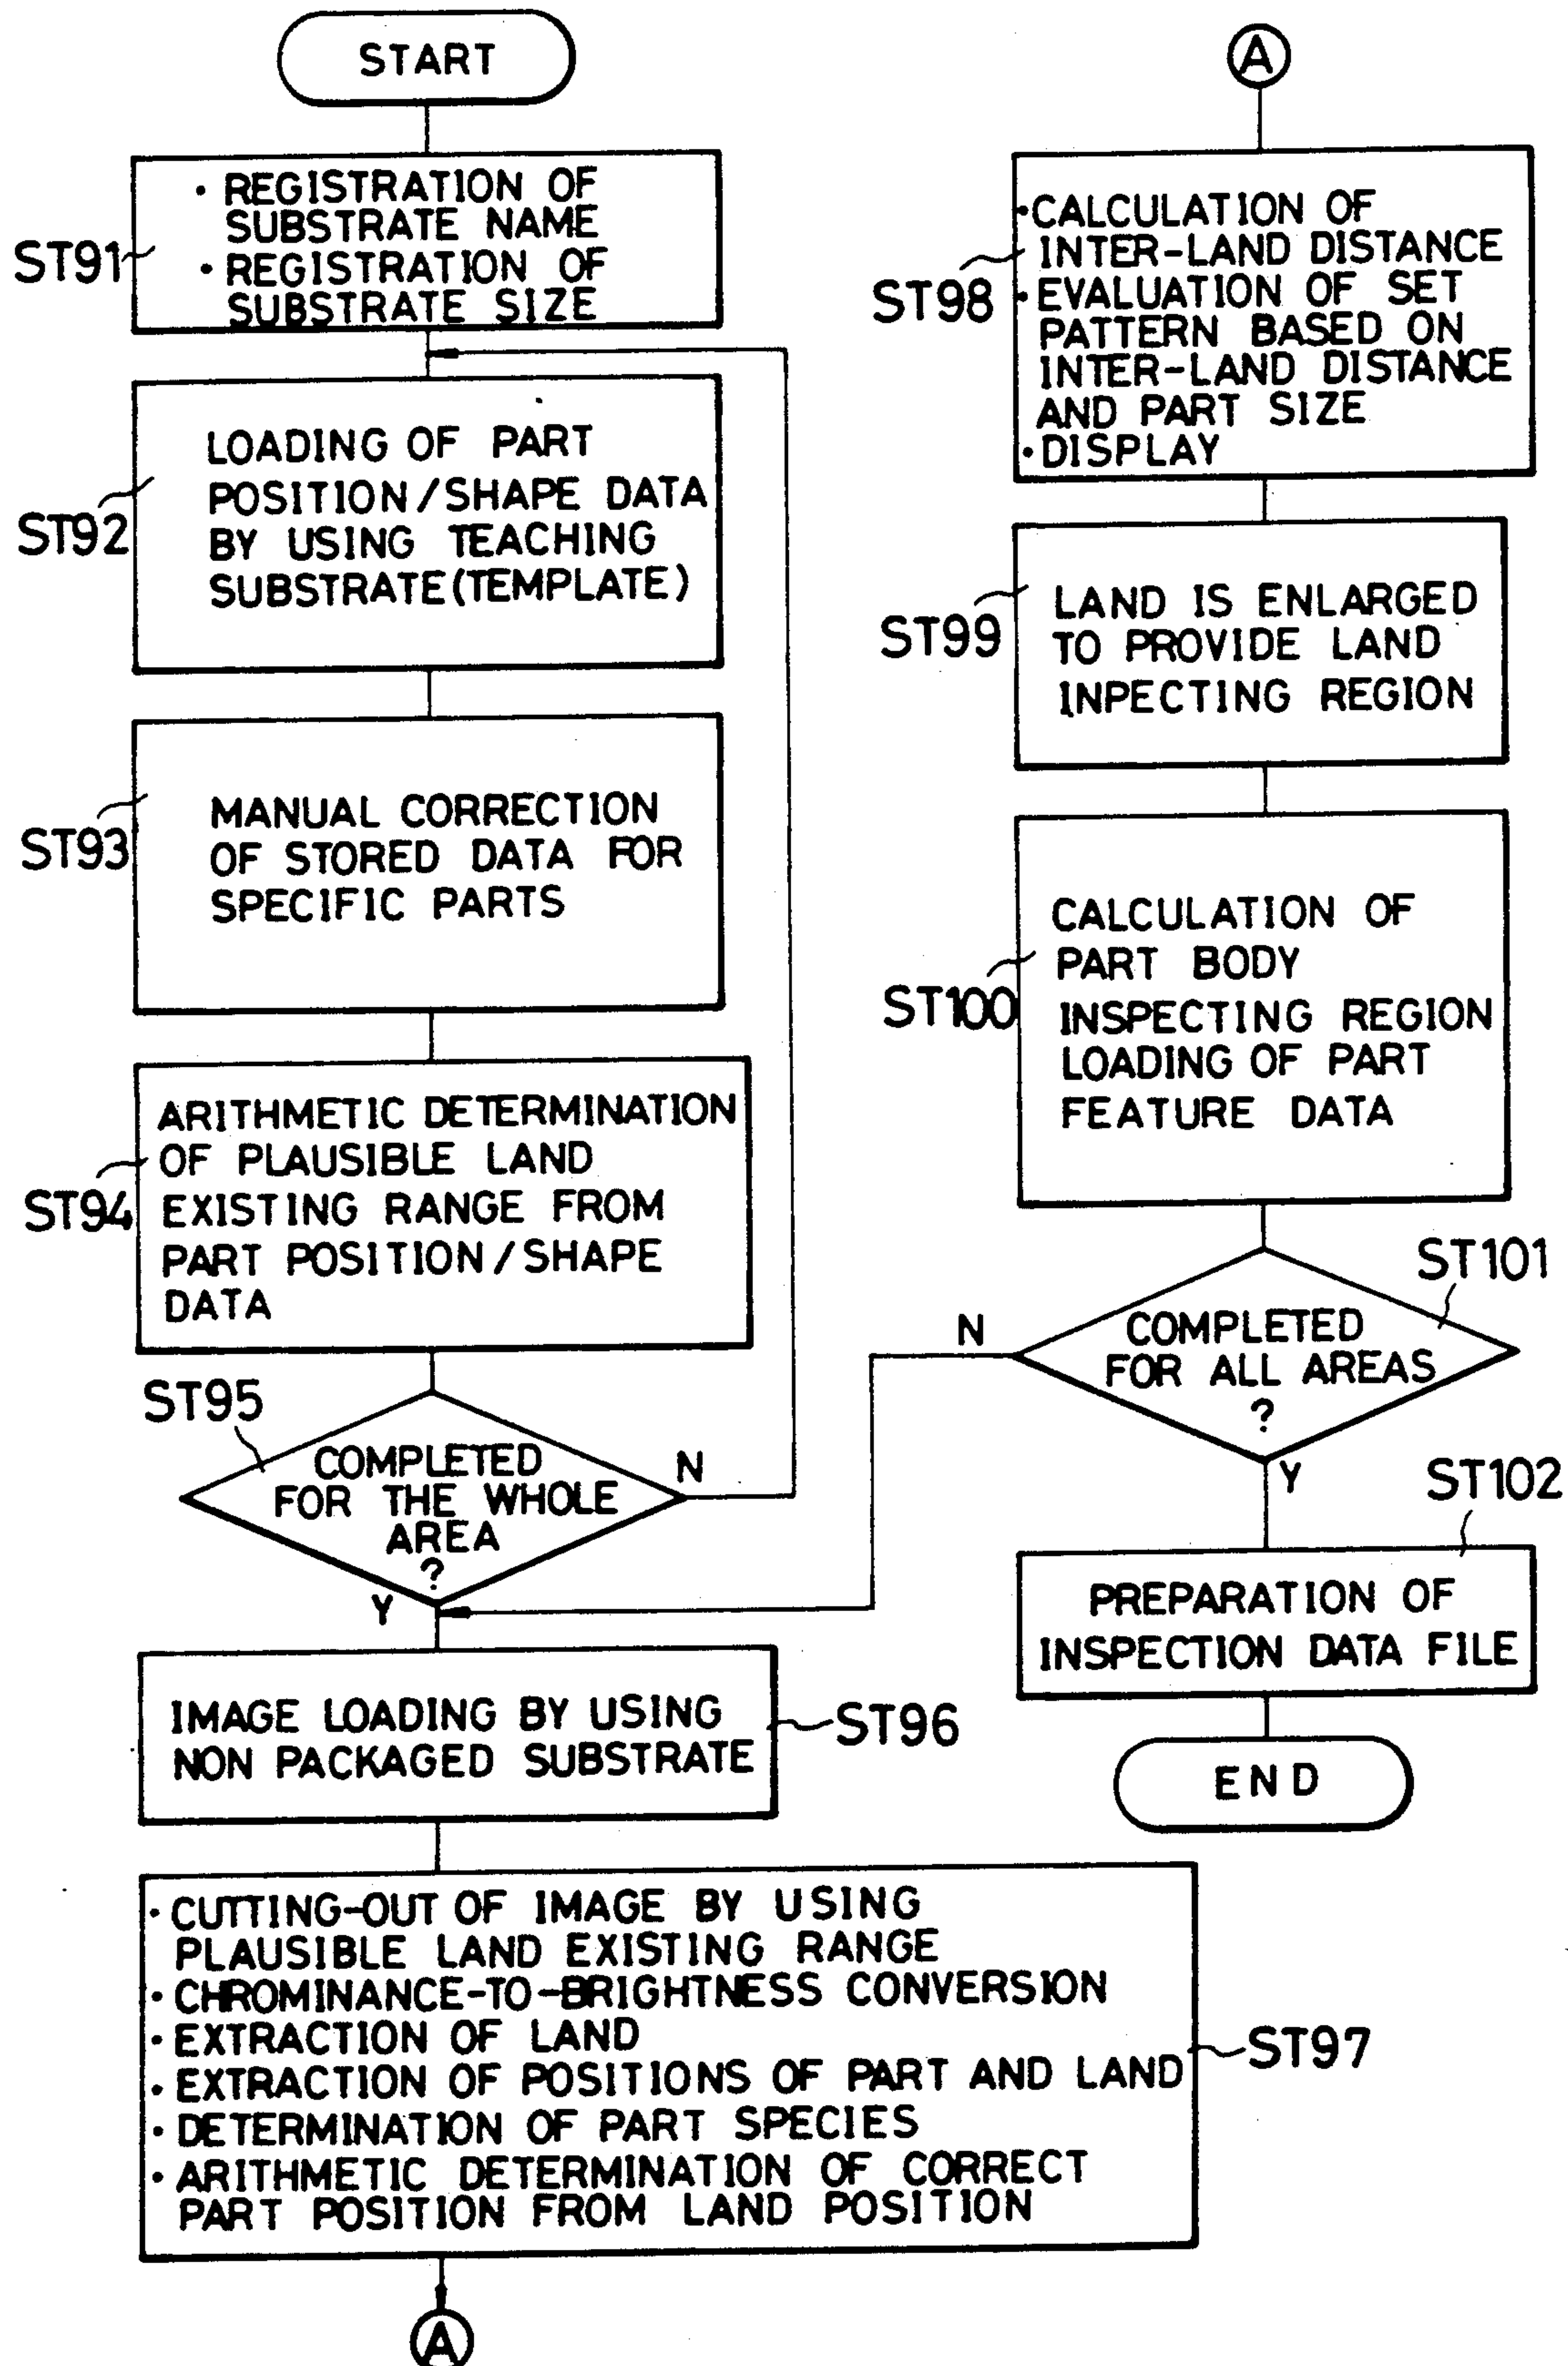 START
· REGISTRATION OF
SUBSTRATE NAME
· REGISTRATION OF
SUBSTRATE SIZE
ST91
LOADING OF PART
POSITION/SHAPE DATA
BY USING TEACHING
SUBSTRATE(TEMPLATE)
ST92
MANUAL CORRECTION
OF STORED DATA FOR
SPECIFIC PARTS
ST93
ARITHMETIC DETERMINATION
OF PLAUSIBLE LAND
EXISTING RANGE FROM
PART POSITION/SHAPE
DATA
ST94
ST95
COMPLETED
FOR THE WHOLE
AREA
?
N
Y
IMAGE LOADING BY USING
NON PACKAGED SUBSTRATE
ST96
· CUTTING-OUT OF IMAGE BY USING
PLAUSIBLE LAND EXISTING RANGE
· CHROMINANCE-TO-BRIGHTNESS CONVERSION
· EXTRACTION OF LAND
· EXTRACTION OF POSITIONS OF PART AND LAND
· DETERMINATION OF PART SPECIES
· ARITHMETIC DETERMINATION OF CORRECT
PART POSITION FROM LAND POSITION
ST97
A
A
· CALCULATION OF
INTER-LAND DISTANCE
· EVALUATION OF SET
PATTERN BASED ON
INTER-LAND DISTANCE
AND PART SIZE
· DISPLAY
ST98
LAND IS ENLARGED
TO PROVIDE LAND
INPECTING REGION
ST99
CALCULATION OF
PART BODY
INSPECTING REGION
LOADING OF PART
FEATURE DATA
ST100
ST101
COMPLETED
FOR ALL AREAS
?
N
Y
ST102
PREPARATION OF
INSPECTION DATA FILE
END